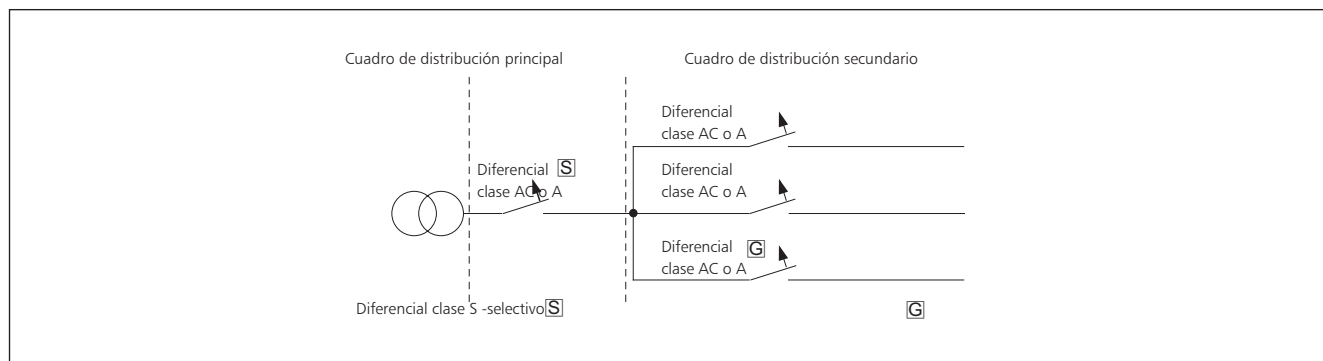 Cuadro de distribución principal
Cuadro de distribución secundario
Diferencial S
clase AC o A
Diferencial
clase AC o A
Diferencial
clase AC o A
Diferencial G
clase AC o A
Diferencial clase S -selectivo S
G